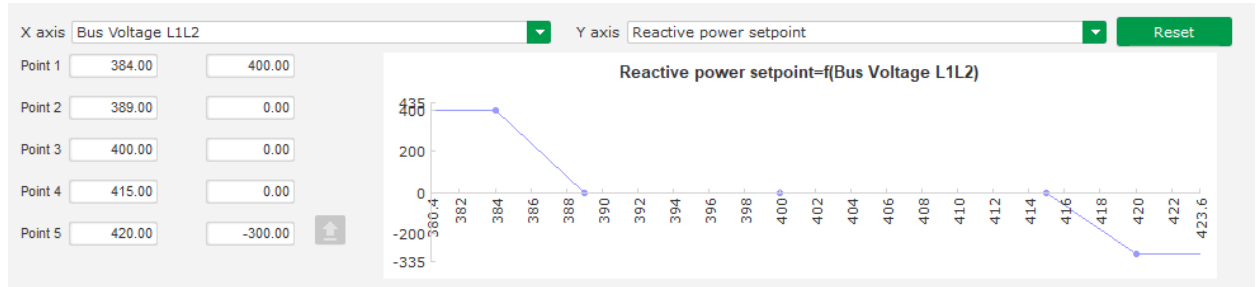 X axis Bus Voltage L1L2 Y axis Reactive power setpoint Reset
Point 1 384.00 400.00
Point 2 389.00 0.00
Point 3 400.00 0.00
Point 4 415.00 0.00
Point 5 420.00 -300.00
Reactive power setpoint=f(Bus Voltage L1L2)
435
400
200
0
-200
-335
380.4 382 384 386 388 390 392 394 396 398 400 402 404 406 408 410 412 414 416 418 420 422 423.6